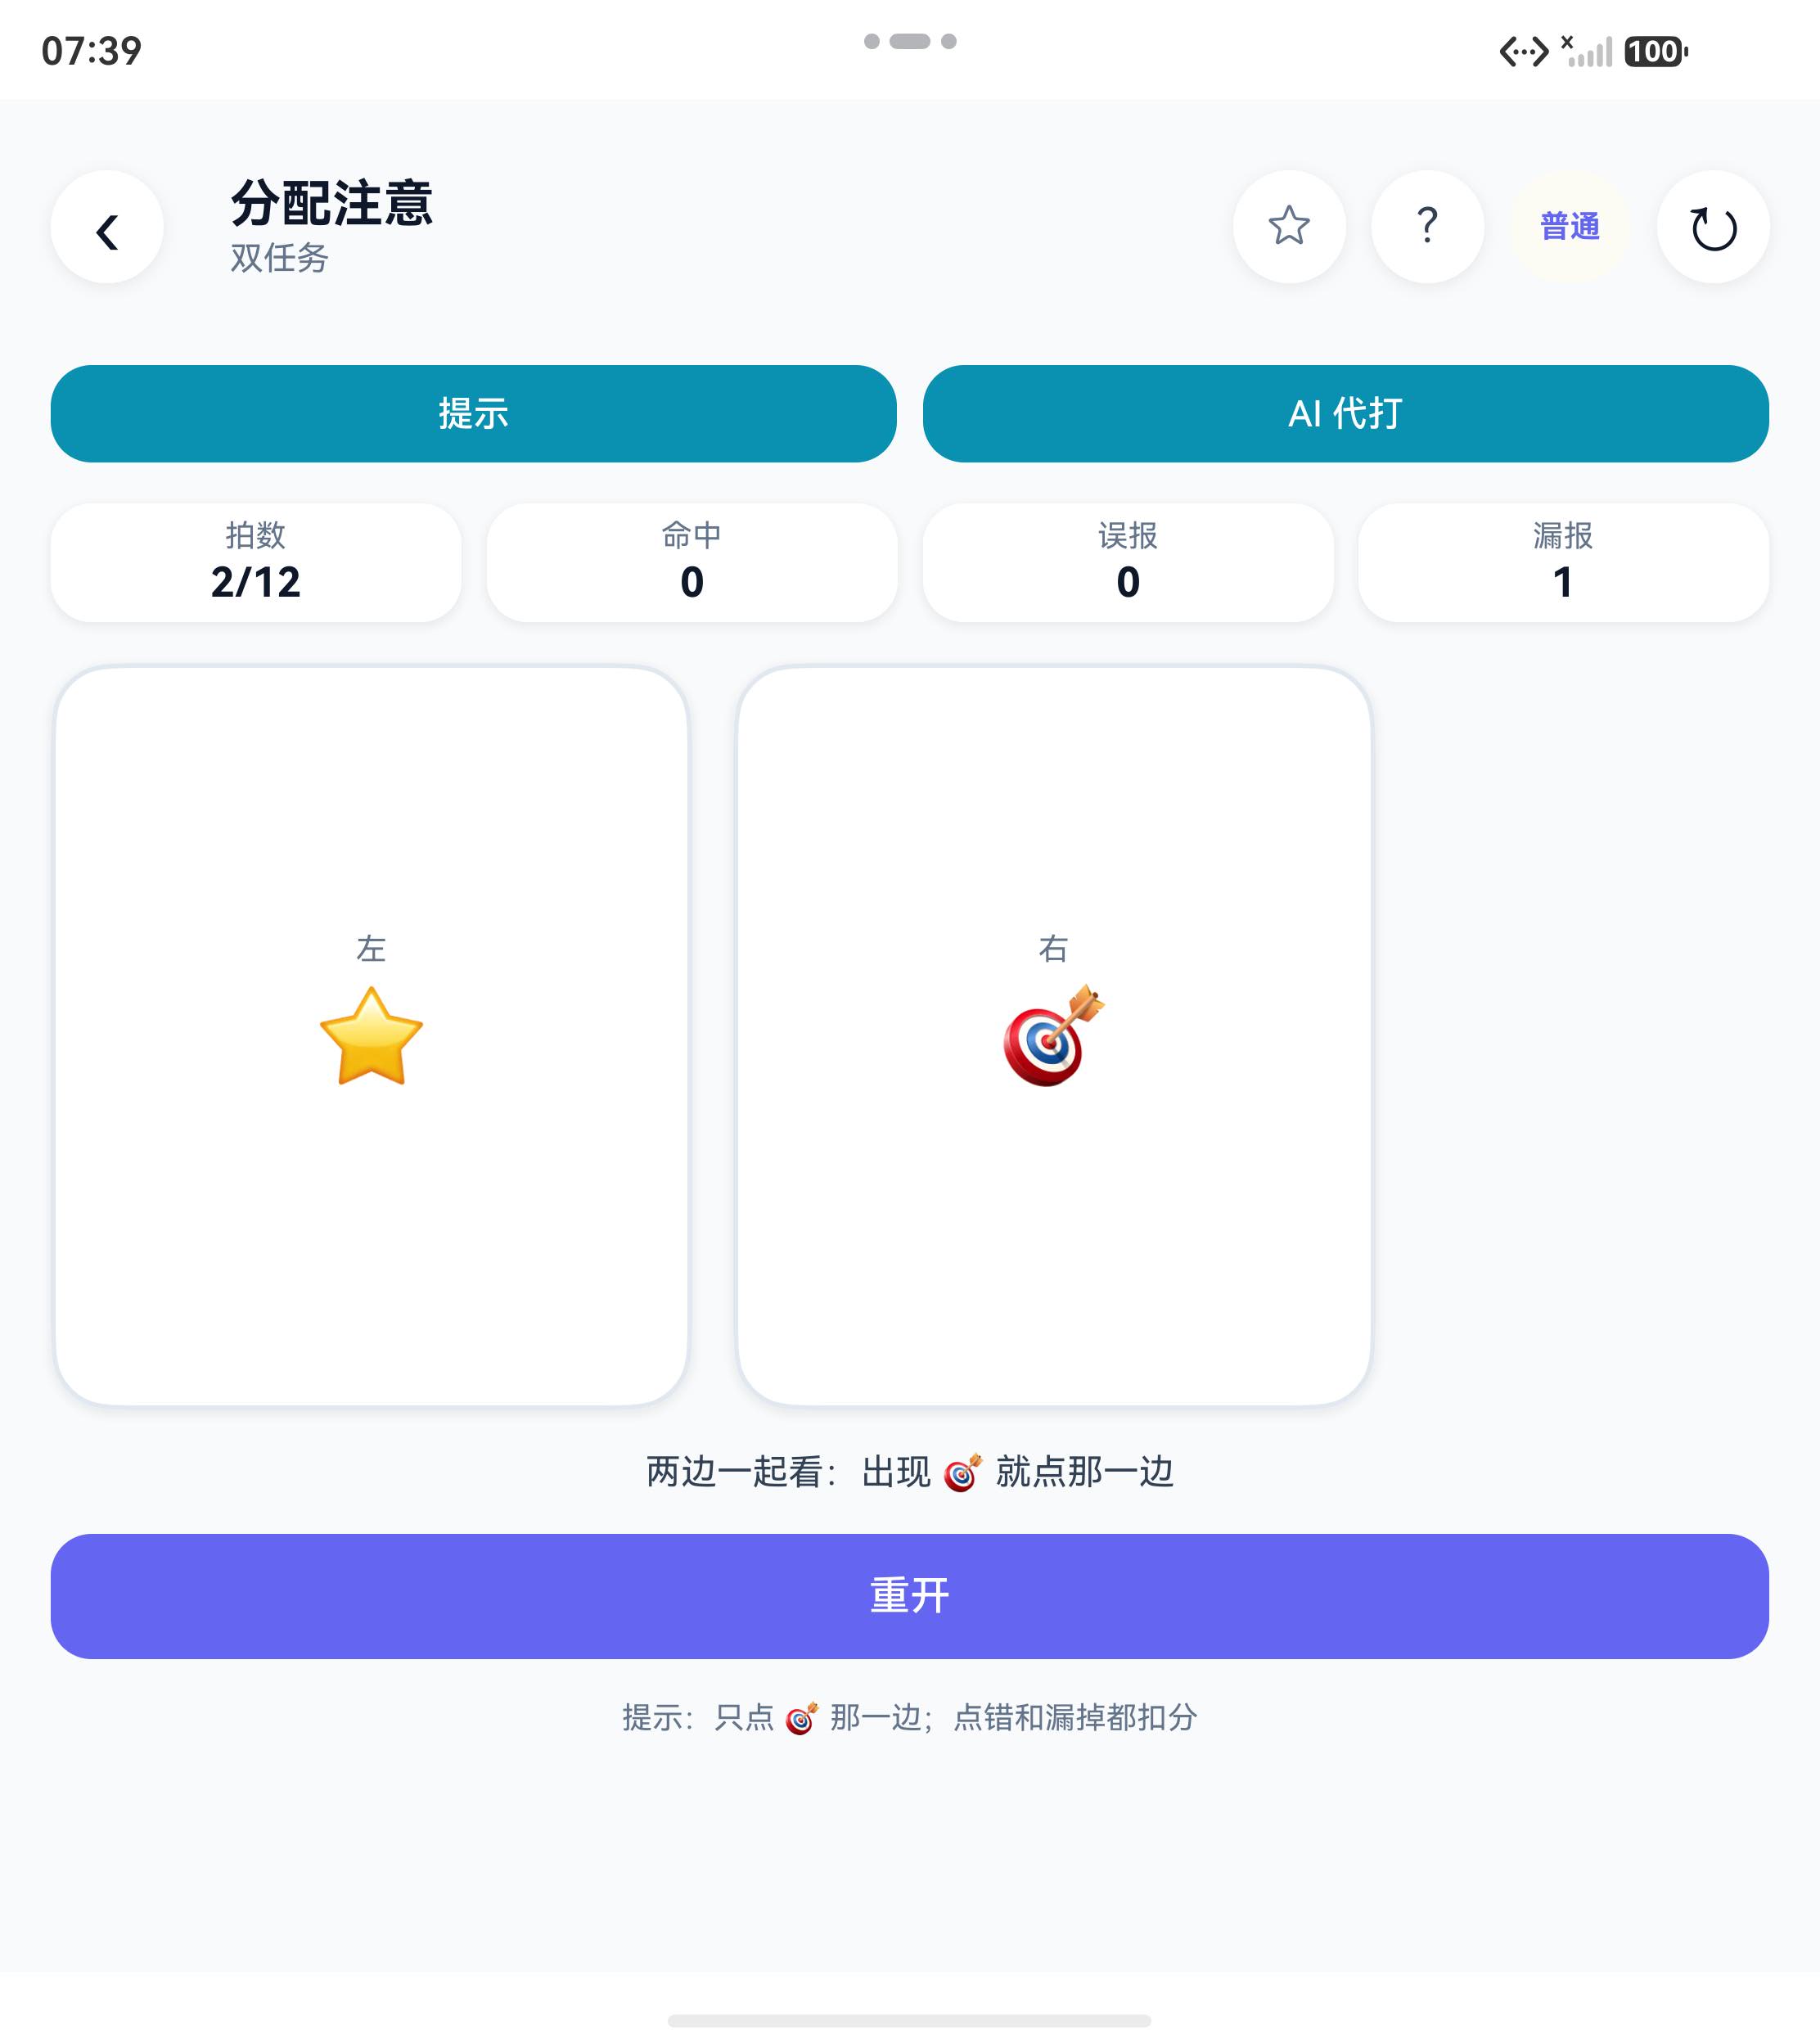 07:39
100
分配注意
双任务
?
普通
提示
AI 代打
拍数
2/12
命中
0
误报
0
漏报
1
左
右
两边一起看：出现 🎯 就点那一边
重开
提示：只点 🎯 那一边；点错和漏掉都扣分